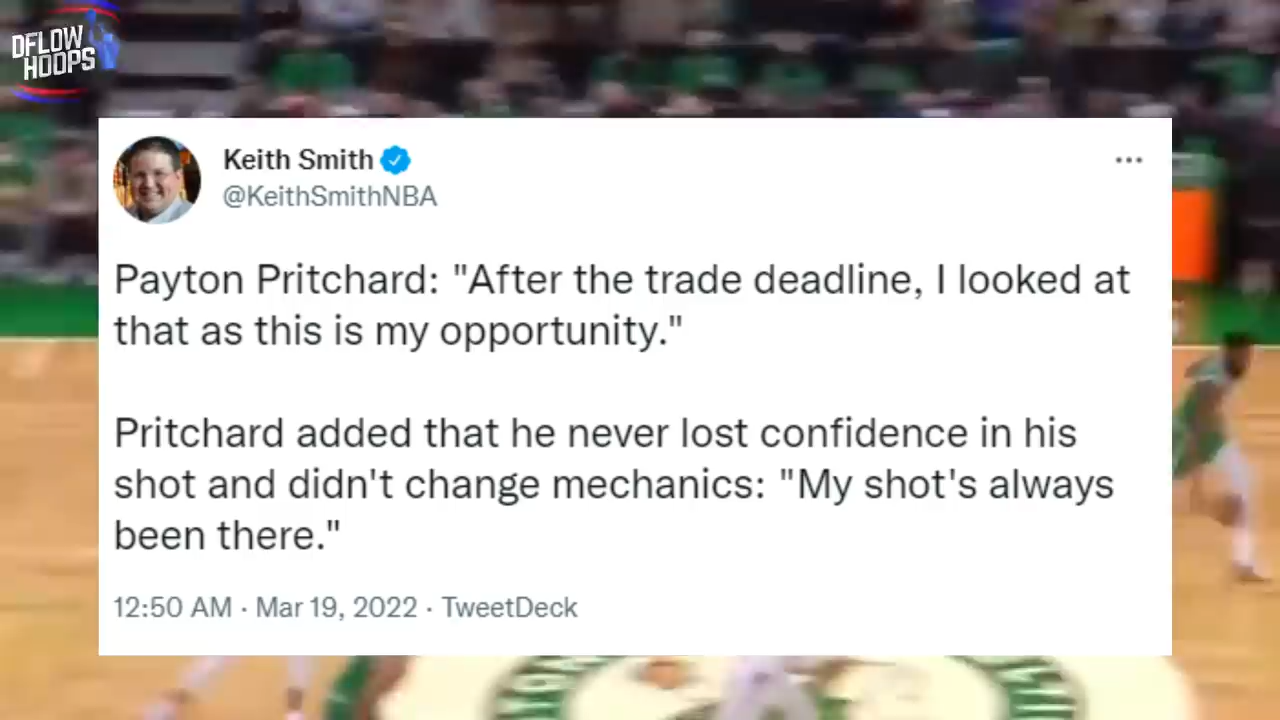 DFLOW
HOOPS
Keith Smith
@KeithSmithNBA
Payton Pritchard: "After the trade deadline, I looked at
that as this is my opportunity."
Pritchard added that he never lost confidence in his
shot and didn't change mechanics: "My shot's always
been there."
12:50 AM · Mar 19, 2022 · TweetDeck